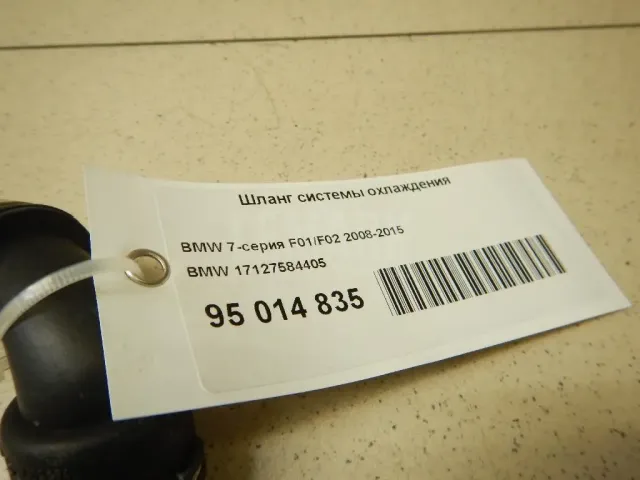 Шланг системы охлаждения
BMW 7-серия F01/F02 2008-2015
BMW 17127584405
95 014 835